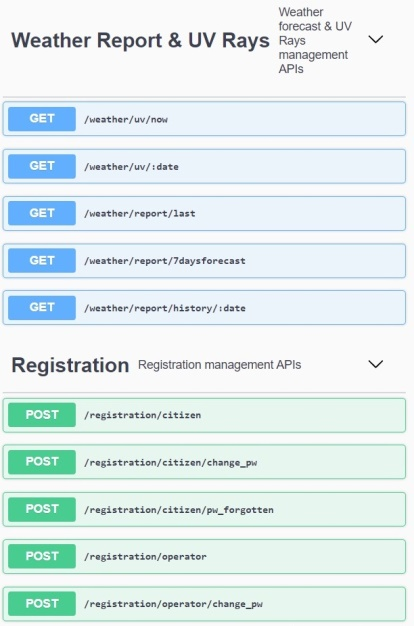 Weather Report & UV Rays
Weather
forecast & UV
Rays
management
APIs
GET /weather/uv/now
GET /weather/uv/:date
GET /weather/report/last
GET /weather/report/7daysforecast
GET /weather/report/history/:date
Registration Registration management APIs
POST /registration/citizen
POST /registration/citizen/change_pw
POST /registration/citizen/pw_forgotten
POST /registration/operator
POST /registration/operator/change_pw